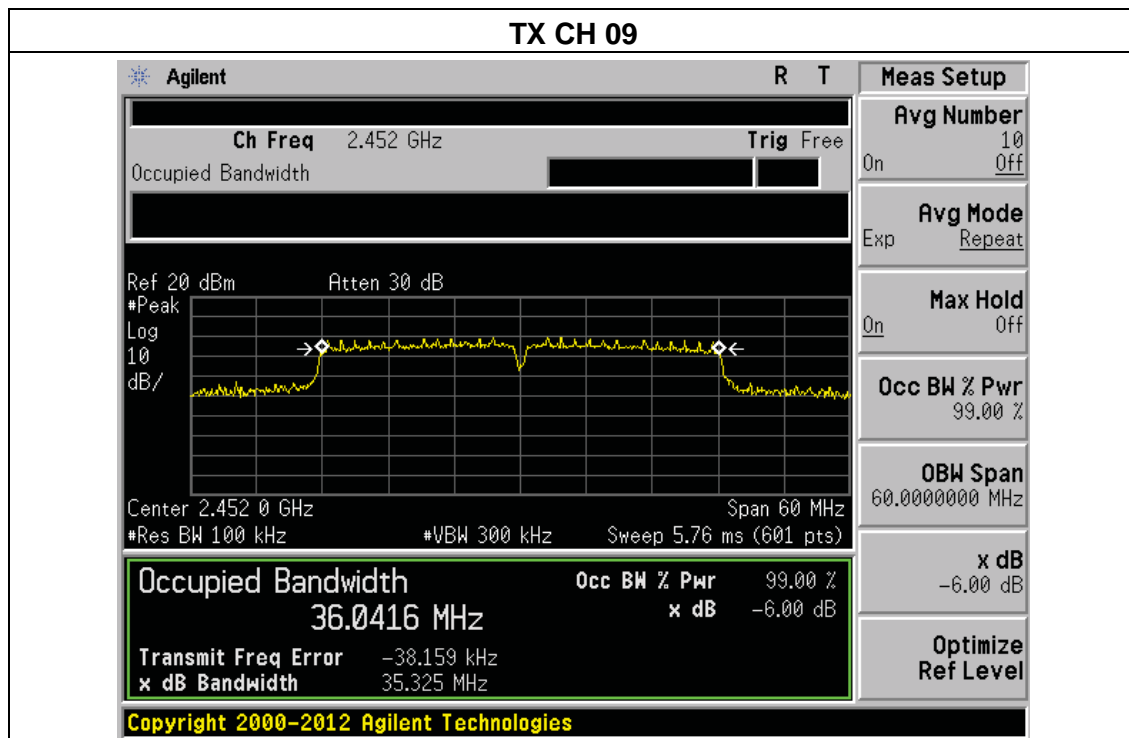 TX CH 09
Agilent R T
Ch Freq 2.452 GHz Trig Free
Occupied Bandwidth
Ref 20 dBm Atten 30 dB
#Peak
Log
10
dB/
Center 2.452 0 GHz Span 60 MHz
#Res BW 100 kHz #VBW 300 kHz Sweep 5.76 ms (601 pts)
Occupied Bandwidth Occ BW % Pwr 99.00 %
36.0416 MHz x dB -6.00 dB
Transmit Freq Error -38.159 kHz
x dB Bandwidth 35.325 MHz
Copyright 2000-2012 Agilent Technologies
Meas Setup
Avg Number
10
On Off
Avg Mode
Exp Repeat
Max Hold
On Off
Occ BW % Pwr
99.00 %
OBW Span
60.0000000 MHz
x dB
-6.00 dB
Optimize
Ref Level